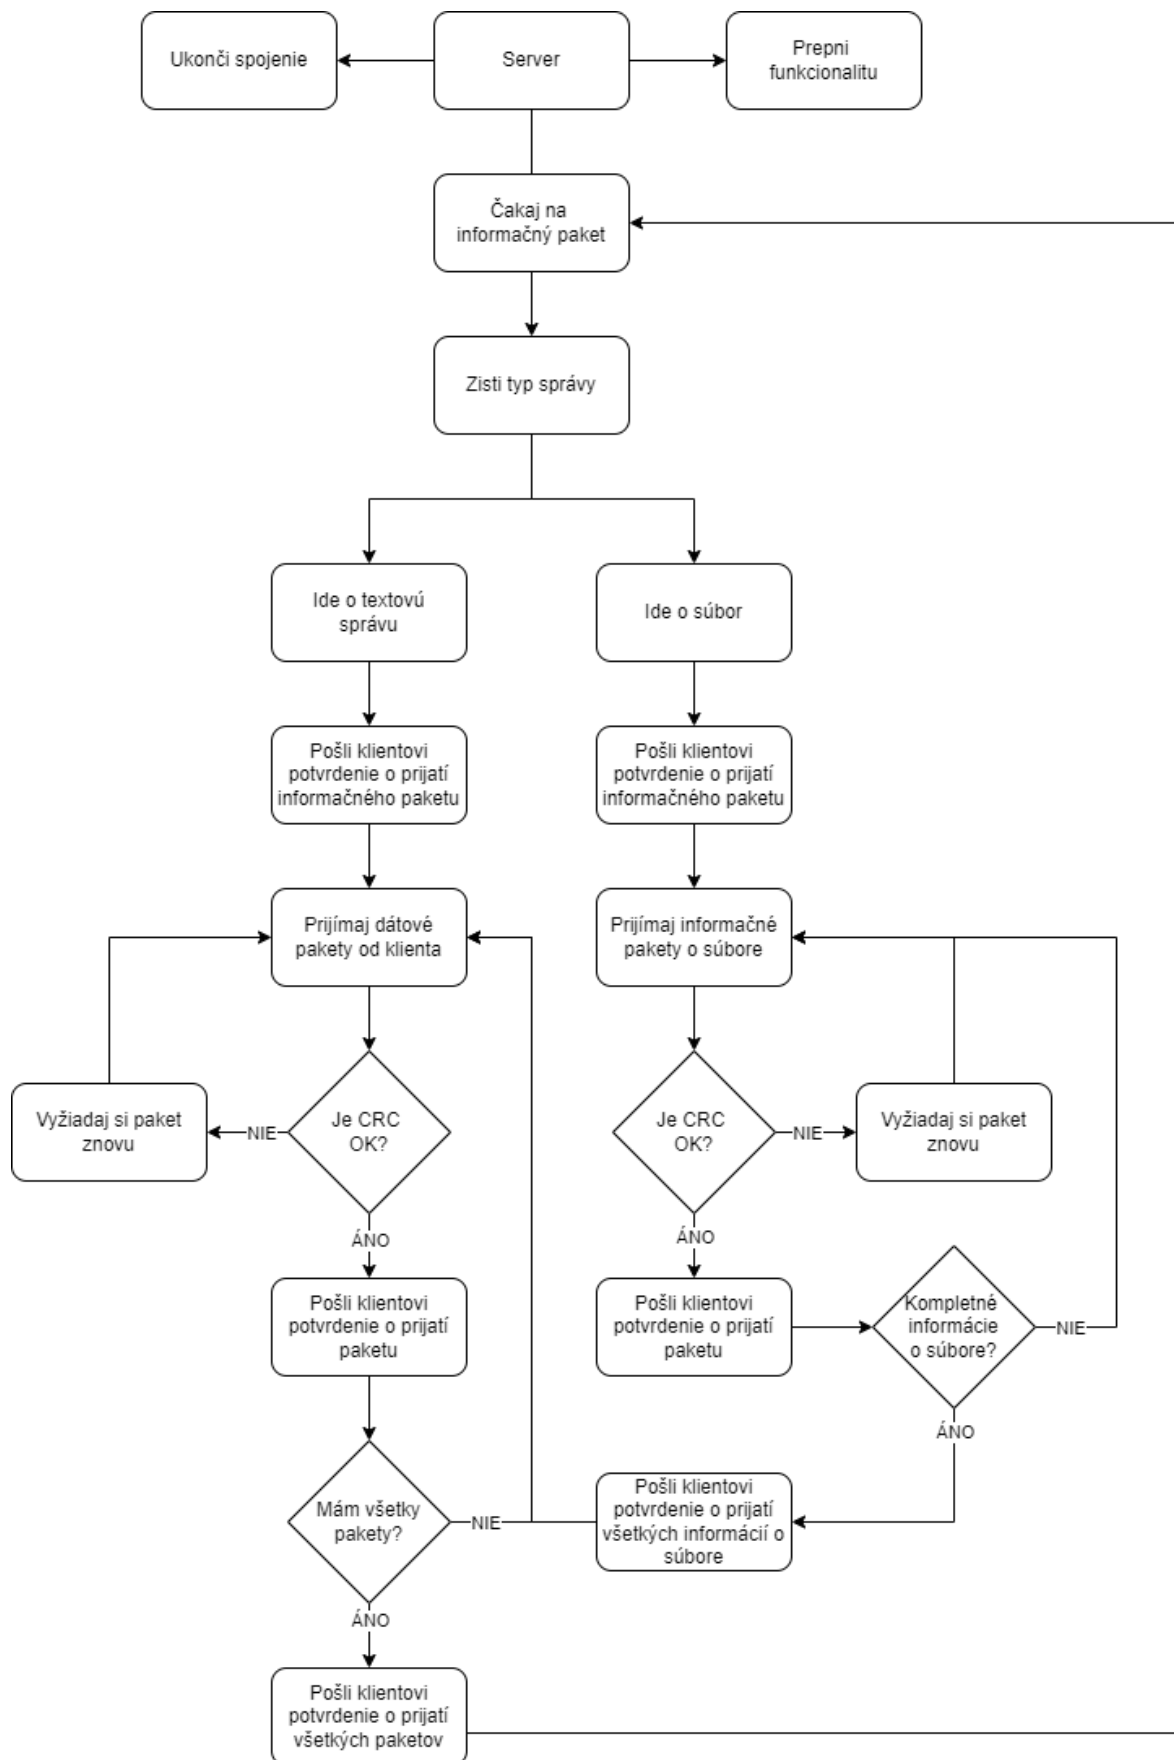 Ukonči spojenie
Server
Prepni
funkcionalitu
Čakaj na
informačný paket
Zisti typ správy
Ide o textovú
správu
Ide o súbor
Pošli klientovi
potvrdenie o prijatí
informačného paketu
Pošli klientovi
potvrdenie o prijatí
informačného paketu
Prijímaj dátové
pakety od klienta
Prijímaj informačné
pakety o súbore
Vyžiadaj si paket
znovu
NIE
Je CRC
OK?
Je CRC
OK?
NIE
Vyžiadaj si paket
znovu
ÁNO
ÁNO
Pošli klientovi
potvrdenie o prijatí
paketu
Pošli klientovi
potvrdenie o prijatí
paketu
Kompletné
informácie
o súbore?
NIE
ÁNO
Mám všetky
pakety?
NIE
Pošli klientovi
potvrdenie o prijatí
všetkých informácií o
súbore
ÁNO
Pošli klientovi
potvrdenie o prijatí
všetkých paketov